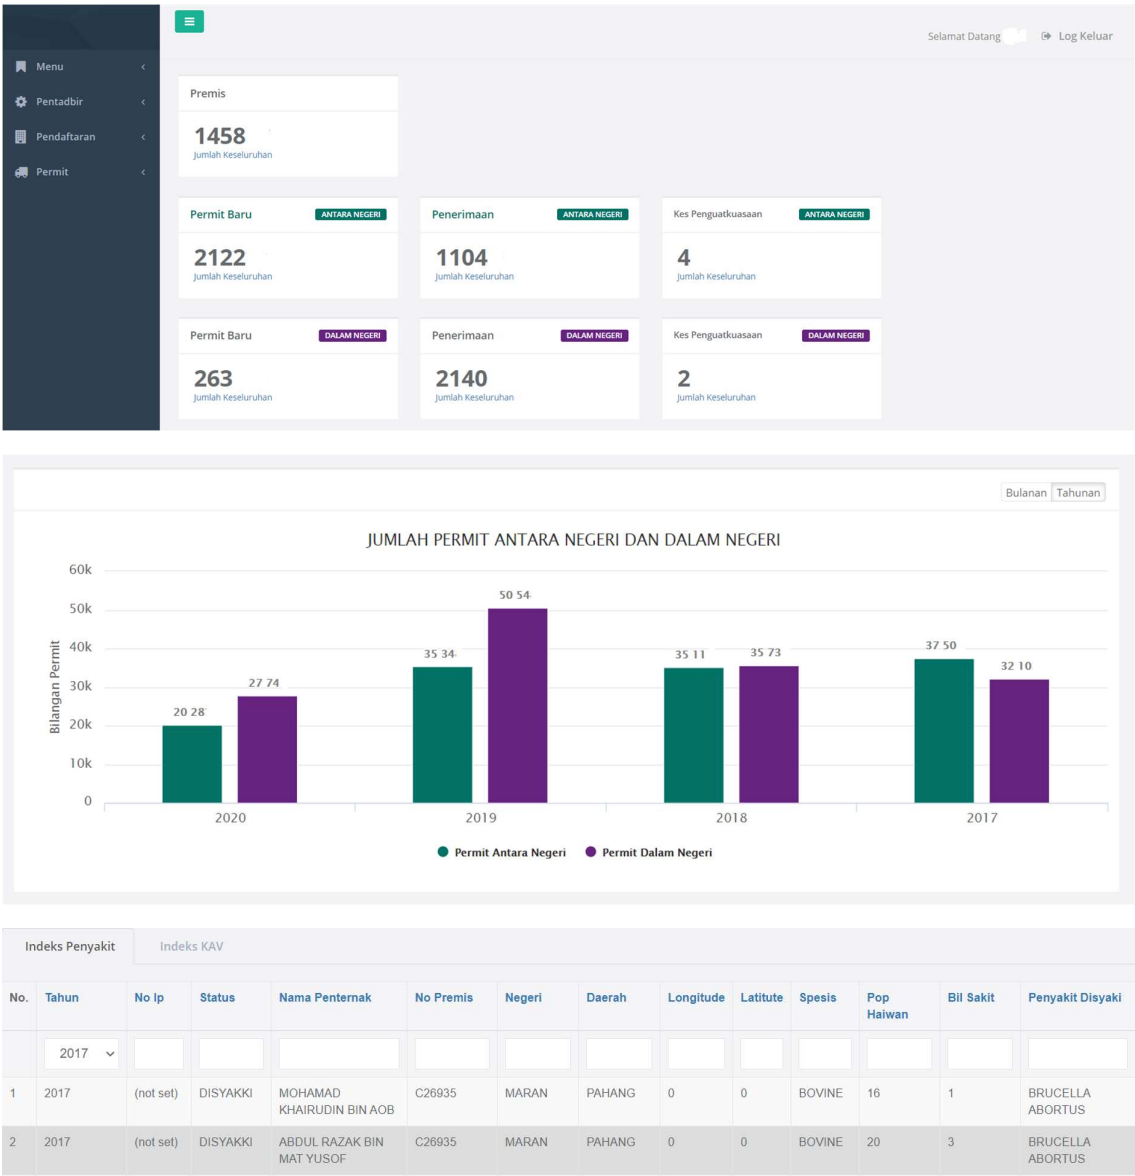 Selamat Datang
Log Keluar
Menu
Pentadbir
Pendaftaran
Permit
Premis
1458
Jumlah Keseluruhan
Permit Baru ANTARA NEGERI
2122
Jumlah Keseluruhan
Penerimaan ANTARA NEGERI
1104
Jumlah Keseluruhan
Kes Penguatkuasaan ANTARA NEGERI
4
Jumlah Keseluruhan
Permit Baru DALAM NEGERI
263
Jumlah Keseluruhan
Penerimaan DALAM NEGERI
2140
Jumlah Keseluruhan
Kes Penguatkuasaan DALAM NEGERI
2
Jumlah Keseluruhan
Bulanan Tahunan
JUMLAH PERMIT ANTARA NEGERI DAN DALAM NEGERI
Bilangan Permit
60k
50k
40k
30k
20k
10k
0
20 28
27 74
35 34
50 54
35 11
35 73
37 50
32 10
2020 2019 2018 2017
Permit Antara Negeri Permit Dalam Negeri
Indeks Penyakit Indeks KAV
No. Tahun No Ip Status Nama Penternak No Premis Negeri Daerah Longitude Latitute Spesis Pop Bil Sakit Penyakit Disyaki
Haiwan
2017
1 2017 (not set) DISYAKKI MOHAMAD C26935 MARAN PAHANG 0 0 BOVINE 16 1 BRUCELLA
KHAIRUDIN BIN AOB ABORTUS
2 2017 (not set) DISYAKKI ABDUL RAZAK BIN C26935 MARAN PAHANG 0 0 BOVINE 20 3 BRUCELLA
MAT YUSOF ABORTUS